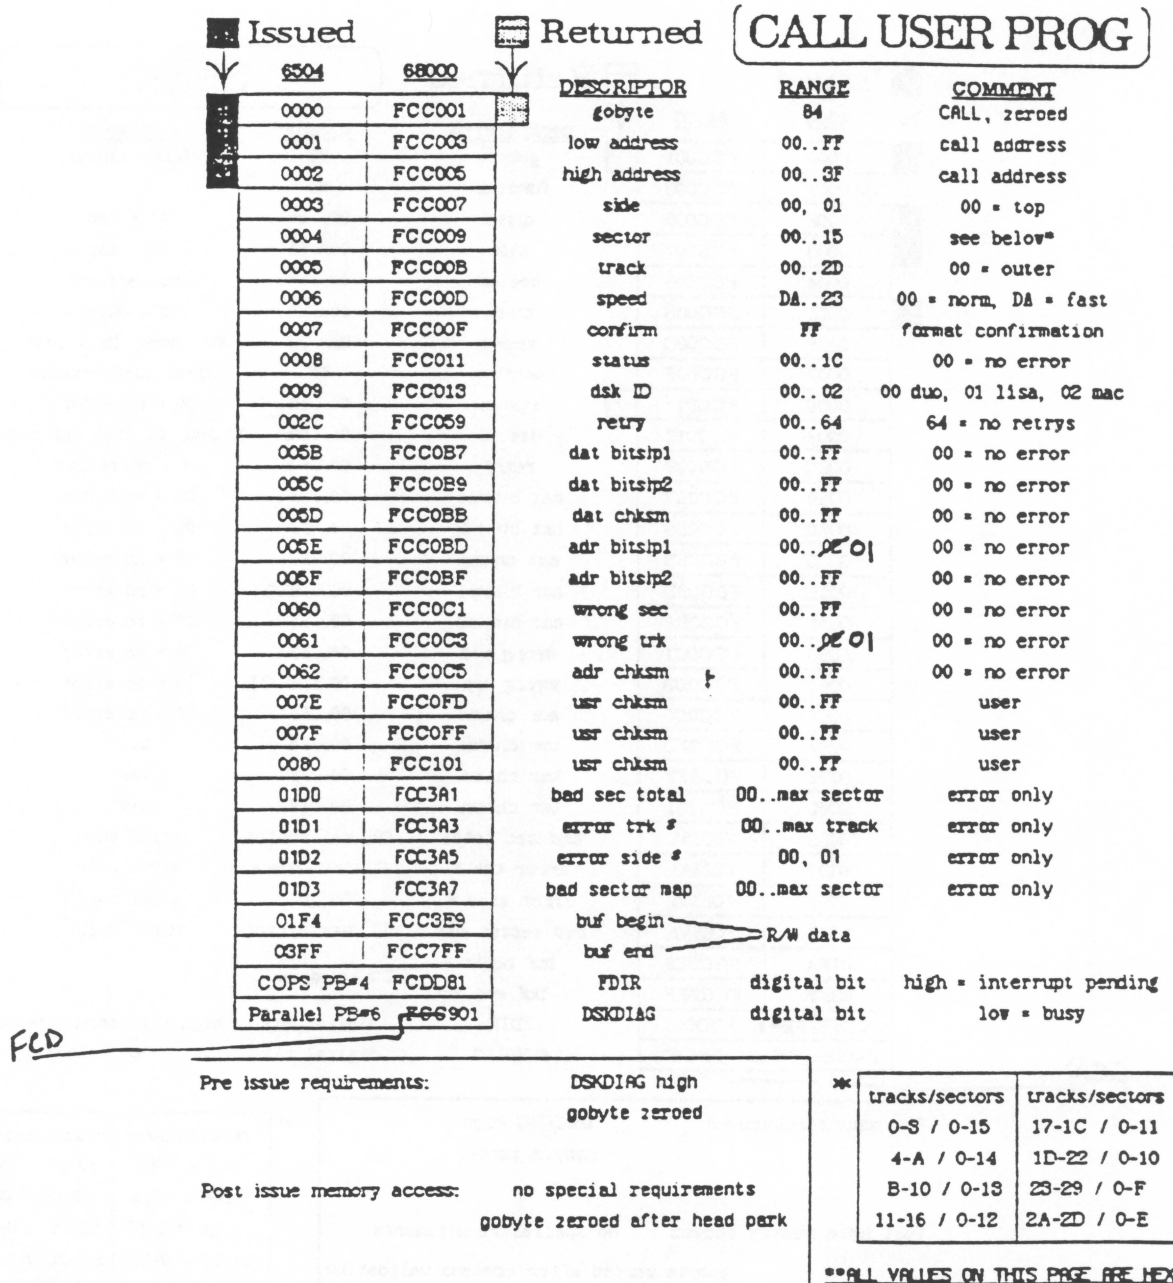 Issued Returned CALL USER PROG
6504 68000 DESCRIPTOR RANGE COMMENT
0000 FCC001 gobyte 84 CALL, zeroed
0001 FCC003 low address 00..FF call address
0002 FCC005 high address 00..3F call address
0003 FCC007 side 00, 01 00 = top
0004 FCC009 sector 00..15 see below*
0005 FCC00B track 00..2D 00 = outer
0006 FCC00D speed DA..23 00 = norm, DA = fast
0007 FCC00F confirm FF format confirmation
0008 FCC011 status 00..1C 00 = no error
0009 FCC013 dsk ID 00..02 00 duo, 01 lisa, 02 mac
002C FCC059 retry 00..64 64 = no retrys
005B FCC0B7 dat bitslp1 00..FF 00 = no error
005C FCC0B9 dat bitslp2 00..FF 00 = no error
005D FCC0BB dat chksm 00..FF 00 = no error
005E FCC0BD adr bitslp1 00.. 01 00 = no error
005F FCC0BF adr bitslp2 00..FF 00 = no error
0060 FCC0C1 wrong sec 00..FF 00 = no error
0061 FCC0C3 wrong trk 00.. 01 00 = no error
0062 FCC0C5 adr chksm 00..FF 00 = no error
007E FCC0FD usr chksm 00..FF user
007F FCC0FF usr chksm 00..FF user
0080 FCC101 usr chksm 00..FF user
01D0 FCC3A1 bad sec total 00..max sector error only
01D1 FCC3A3 error trk # 00..max track error only
01D2 FCC3A5 error side # 00, 01 error only
01D3 FCC3A7 bad sector map 00..max sector error only
01F4 FCC3E9 buf begin
R/W data
03FF FCC7FF buf end
COPS PB#4 FCDD81 FDIR digital bit high = interrupt pending
Parallel PB#6 FCC901 DSKDIAG digital bit low = busy
FCD
Pre issue requirements: DSKDIAG high
gobyte zeroed
Post issue memory access: no special requirements
gobyte zeroed after head park
*
tracks/sectors tracks/sectors
0-3 / 0-15 17-1C / 0-11
4-A / 0-14 1D-22 / 0-10
B-10 / 0-13 23-29 / 0-F
11-16 / 0-12 2A-2D / 0-E
**ALL VALUES ON THIS PAGE ARE HEX